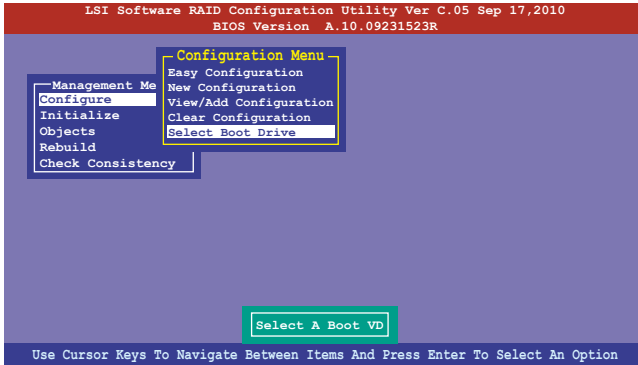 LSI Software RAID Configuration Utility Ver C.05 Sep 17,2010
BIOS Version A.10.09231523R
Configuration Menu
Easy Configuration
New Configuration
View/Add Configuration
Clear Configuration
Select Boot Drive
Management Me
Configure
Initialize
Objects
Rebuild
Check Consistency
Select A Boot VD
Use Cursor Keys To Navigate Between Items And Press Enter To Select An Option